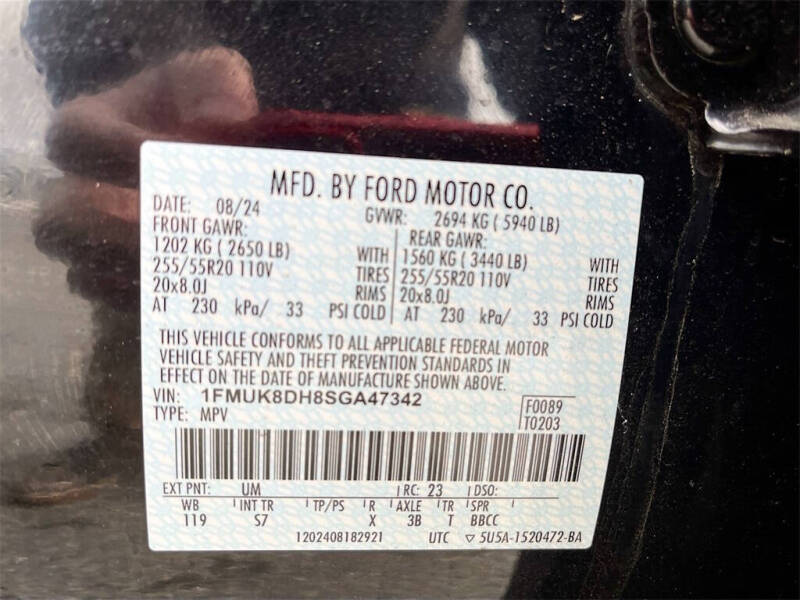 MFD. BY FORD MOTOR CO.
DATE: 08/24 GVWR: 2694 KG ( 5940 LB)
FRONT GAWR: REAR GAWR:
1202 KG ( 2650 LB) WITH 1560 KG ( 3440 LB) WITH
255/55R20 110V TIRES 255/55R20 110V TIRES
20x8.0J RIMS 20x8.0J RIMS
AT 230 kPa/ 33 PSI COLD AT 230 kPa/ 33 PSI COLD
THIS VEHICLE CONFORMS TO ALL APPLICABLE FEDERAL MOTOR
VEHICLE SAFETY AND THEFT PREVENTION STANDARDS IN
EFFECT ON THE DATE OF MANUFACTURE SHOWN ABOVE.
VIN: 1FMUK8DH8SGA47342 F0089
TYPE: MPV T0203
EXT PNT: UM RC: 23 DSO:
WB INT TR TP/PS R AXLE TR SPR
119 S7 X 3B T BBCC
1202408182921 UTC ▽ 5U5A-1520472-BA